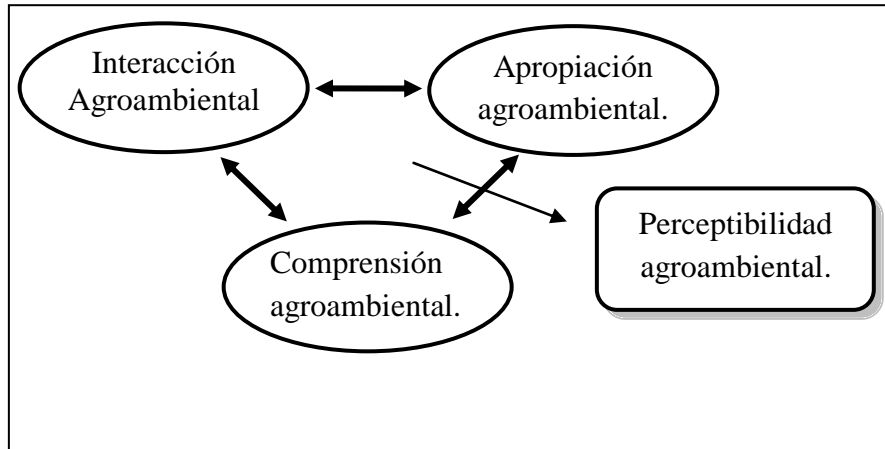 Interacción
Agroambiental
Apropiación
agroambiental.
Comprensión
agroambiental.
Perceptibilidad
agroambiental.